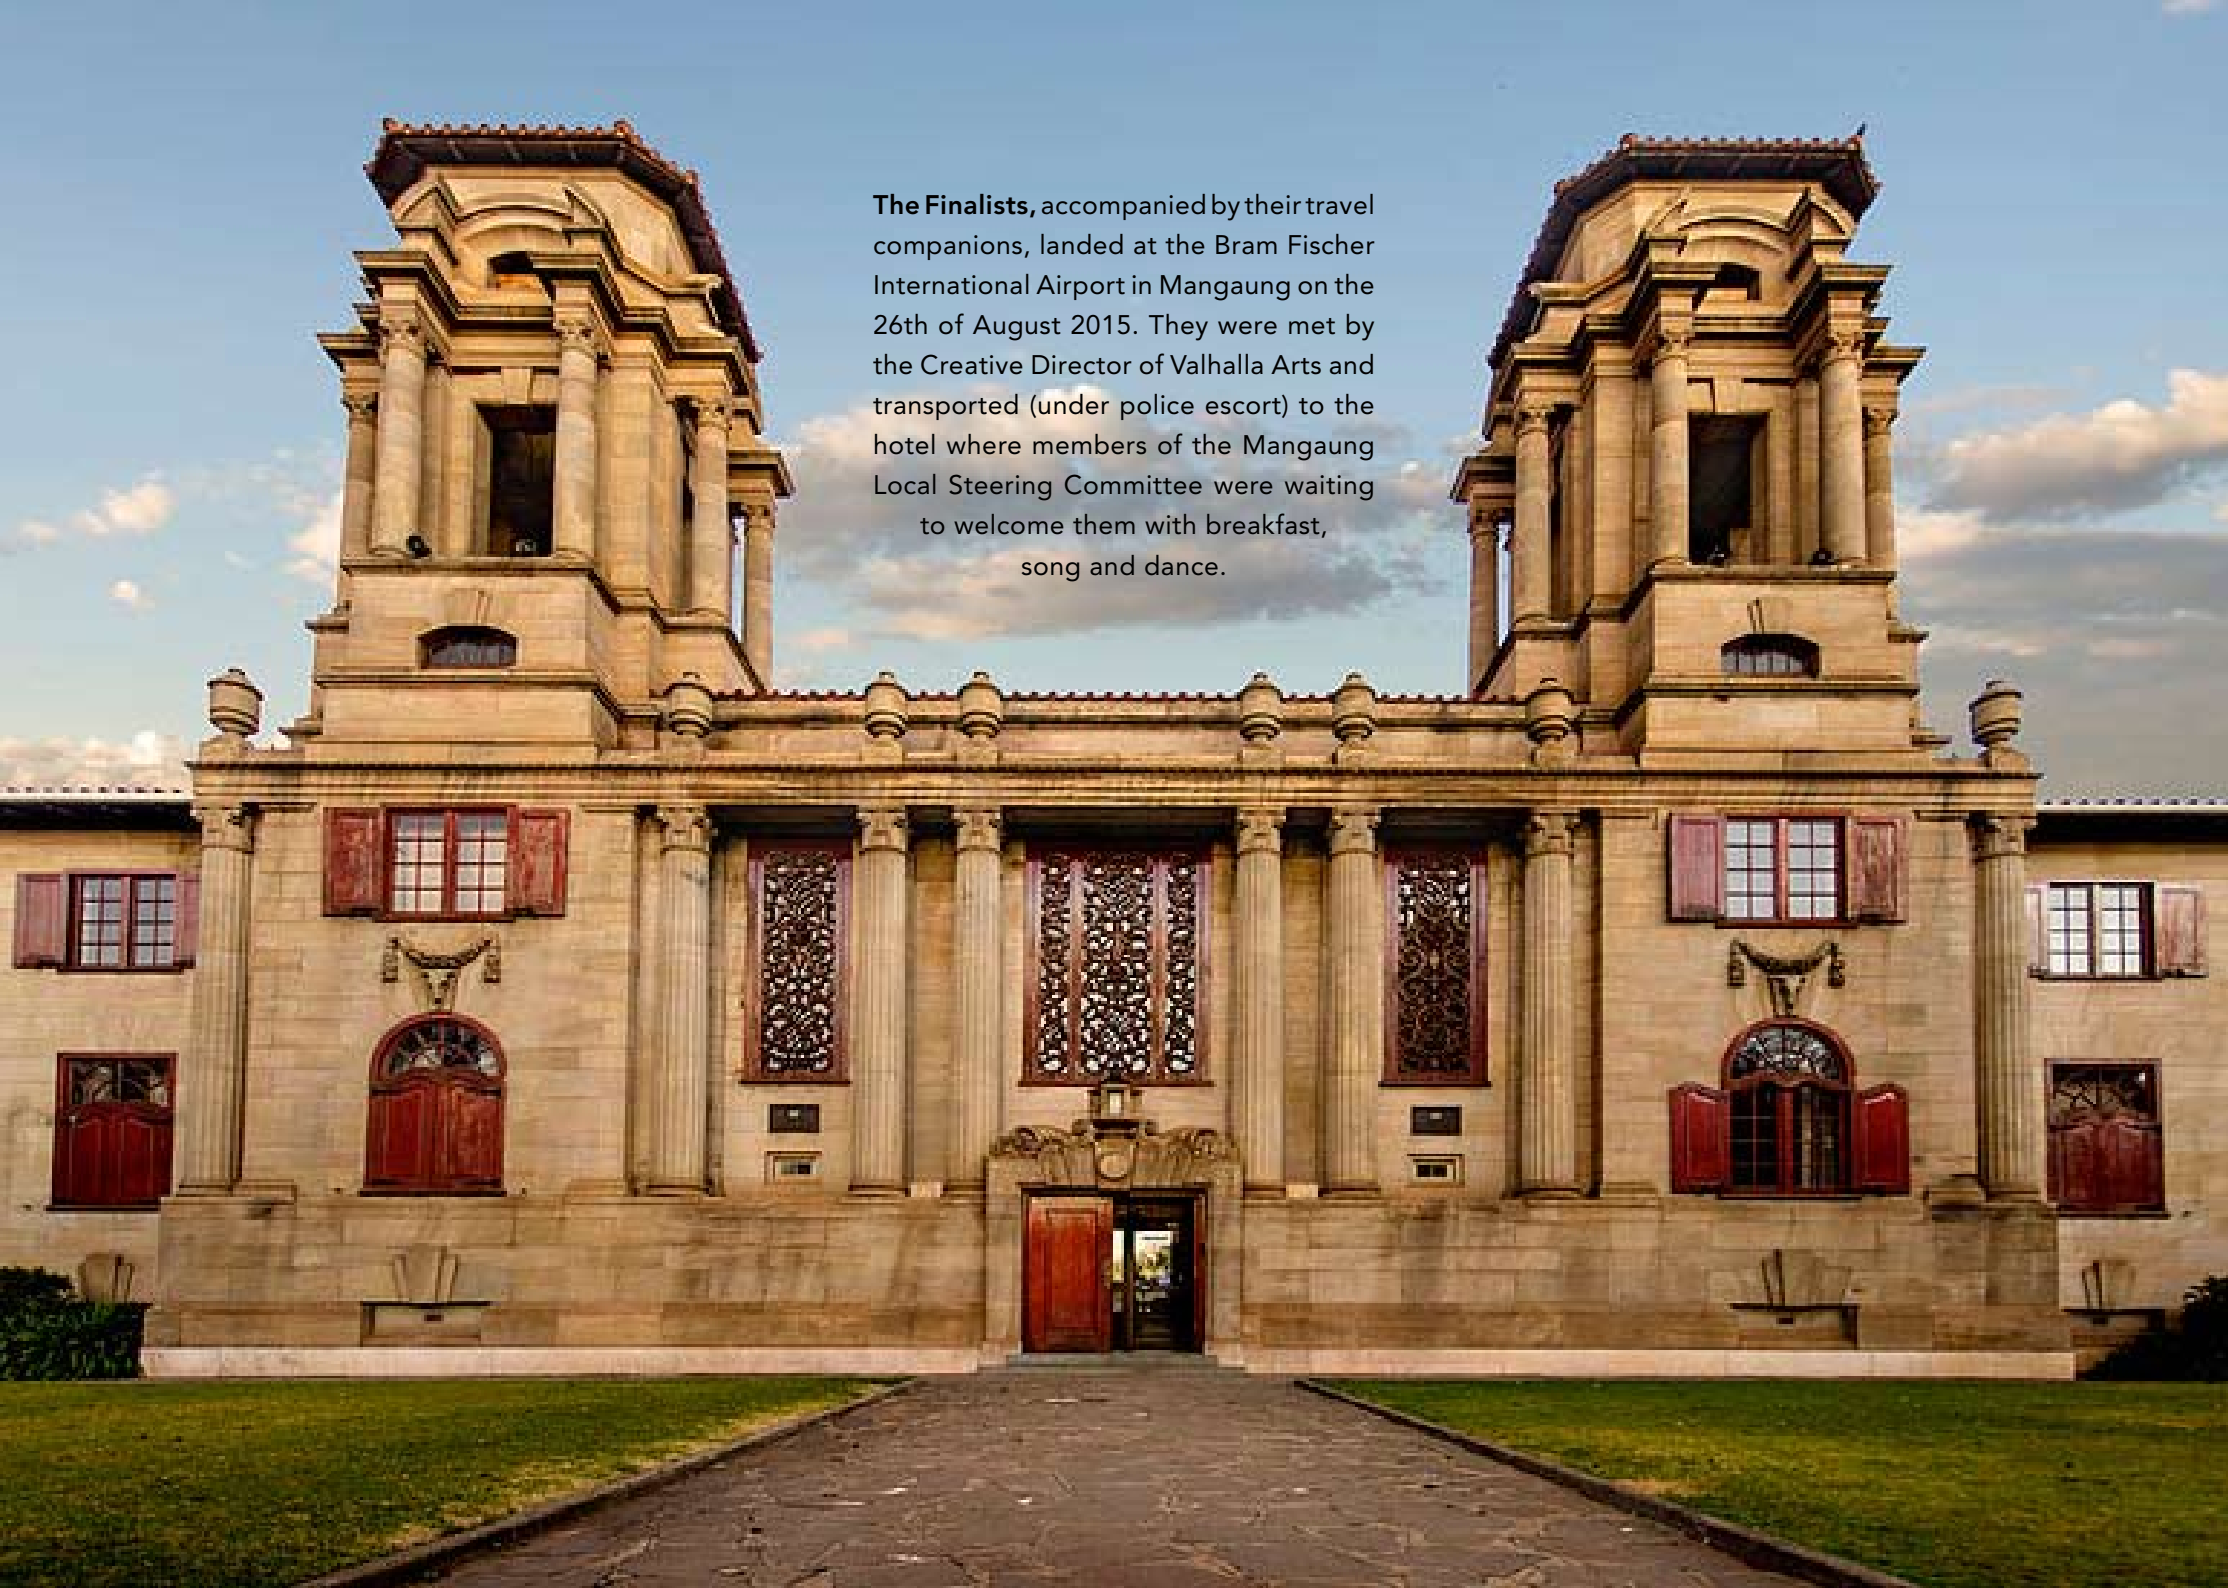 The Finalists, accompanied by their travel
companions, landed at the Bram Fischer
International Airport in Mangaung on the
26th of August 2015. They were met by
the Creative Director of Valhalla Arts and
transported (under police escort) to the
hotel where members of the Mangaung
Local Steering Committee were waiting
to welcome them with breakfast,
song and dance.